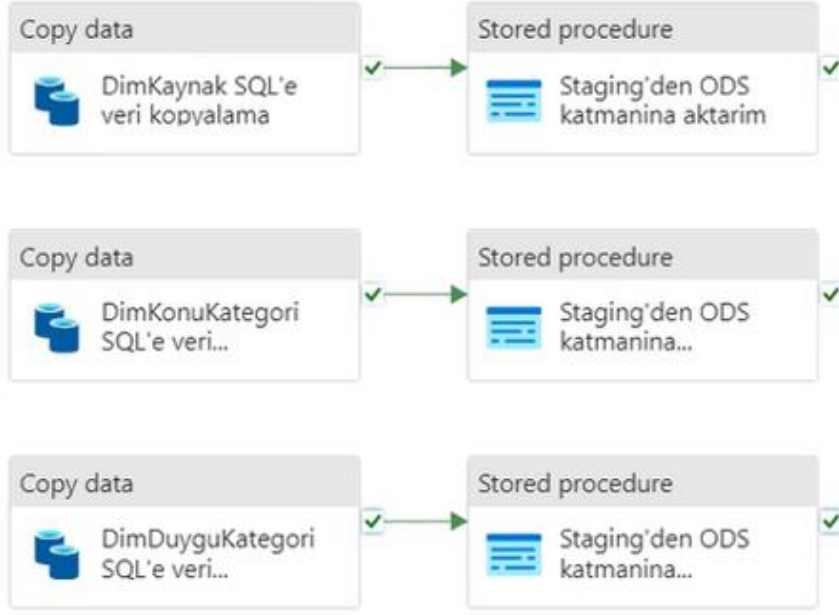 Copy data
Stored procedure
DimKaynak SQL'e
veri kopyalama
Staging'den ODS
katmanina aktarim
Copy data
Stored procedure
DimKonuKategori
SQL'e veri...
Staging'den ODS
katmanina...
Copy data
Stored procedure
DimDuyguKategori
SQL'e veri...
Staging'den ODS
katmanina...